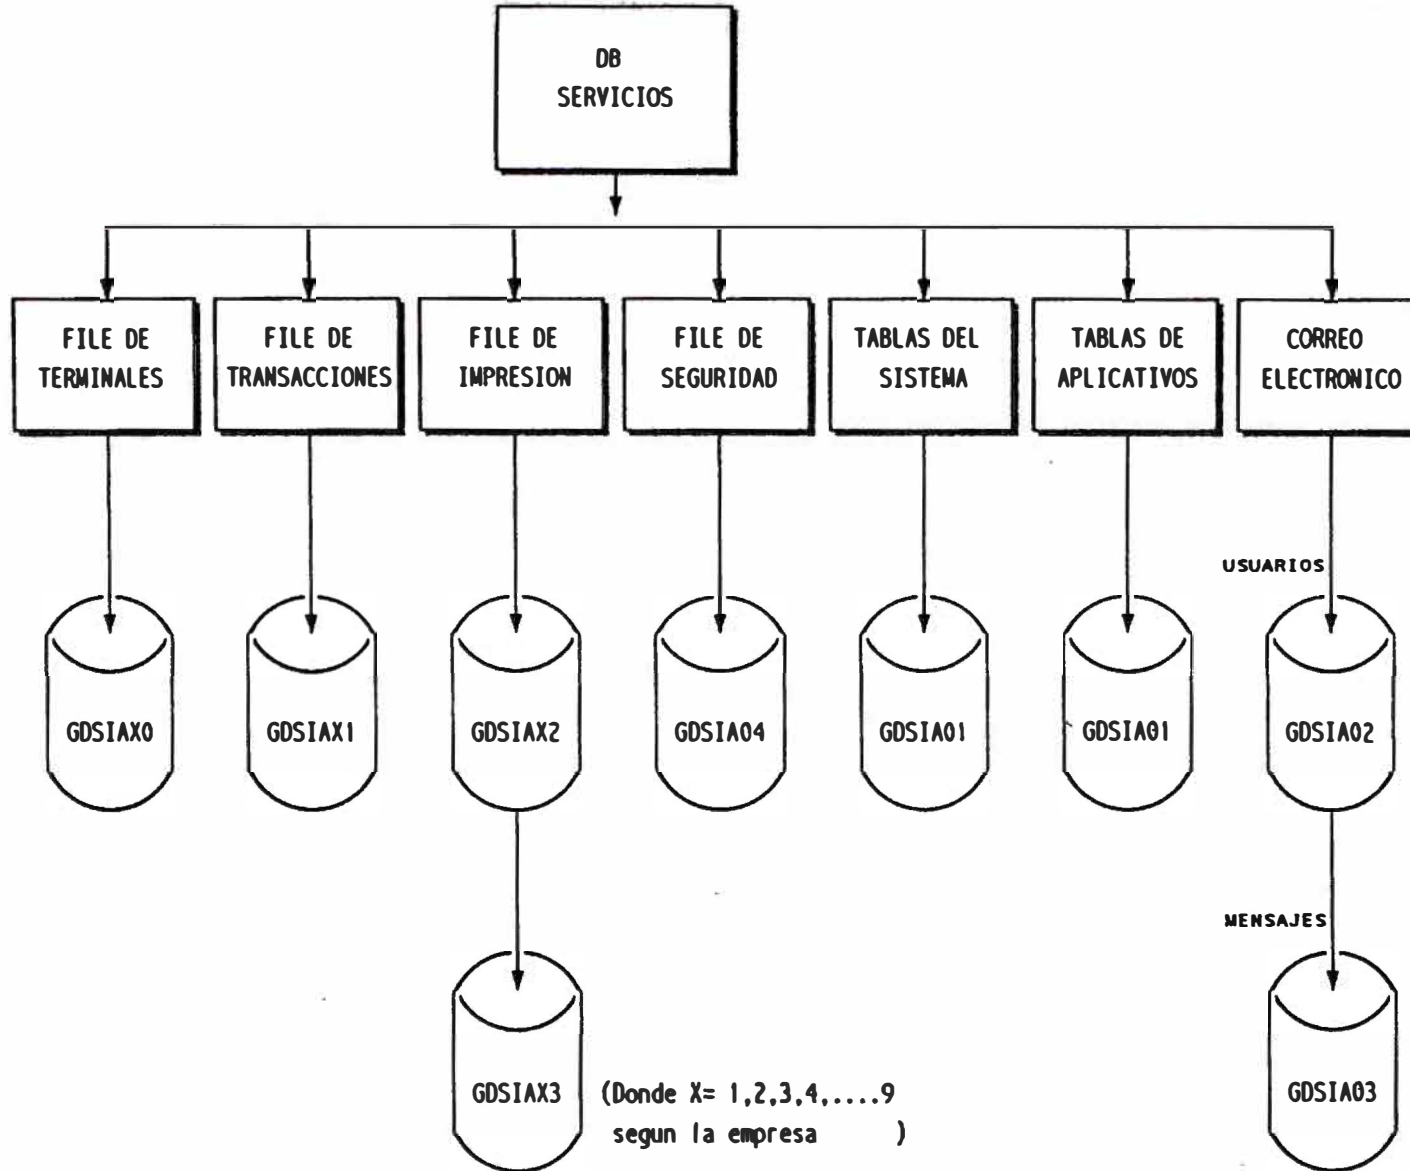 DB
SERVICIOS
FILE DE
TERMINALES
FILE DE
TRANSACCIONES
FILE DE
IMPRESION
FILE DE
SEGURIDAD
TABLAS DEL
SISTEMA
TABLAS DE
APLICATIVOS
CORREO
ELECTRONICO
USUARIOS
GDSIAX0
GDSIAX1
GDSIAX2
GDSIA04
GDSIA01
GDSIA01
GDSIA02
MENSAJES
GDSIAX3
(Donde X= 1,2,3,4,....9
segun la empresa )
GDSIA03